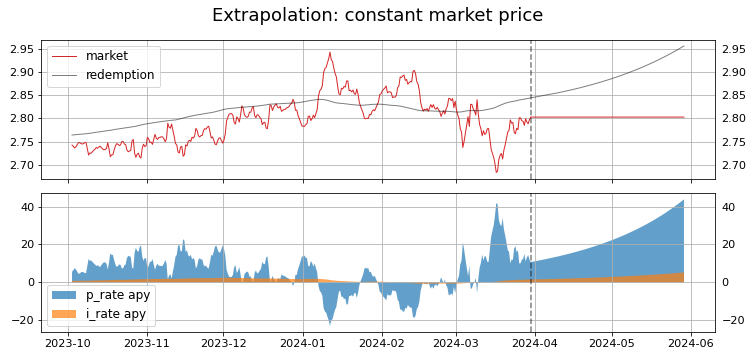 Extrapolation: constant market price
2.95 market 2.95
2.90 redemption 2.90
2.85 2.85
2.80 2.80
2.75 2.75
2.70 2.70
40 40
20 20
0 0
p_rate apy
−20 i_rate apy −20
2023-10 2023-11 2023-12 2024-01 2024-02 2024-03 2024-04 2024-05 2024-06